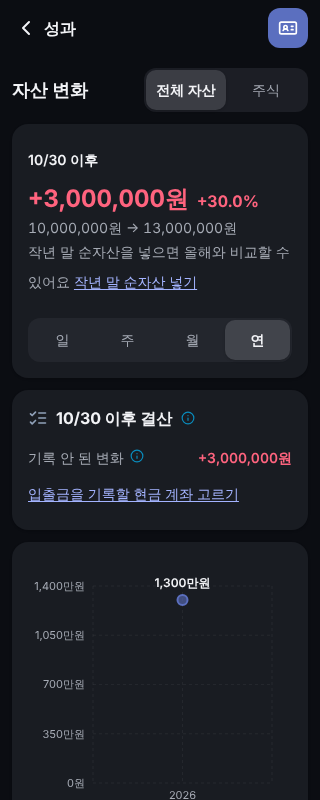 성과
자산 변화
전체 자산
주식
10/30 이후
+3,000,000원 +30.0%
10,000,000원 → 13,000,000원
작년 말 순자산을 넣으면 올해와 비교할 수
있어요 작년 말 순자산 넣기
일
주
월
연
10/30 이후 결산
기록 안 된 변화
+3,000,000원
입출금을 기록할 현금 계좌 고르기
1,300만원
1,400만원
1,050만원
700만원
350만원
0원
2026